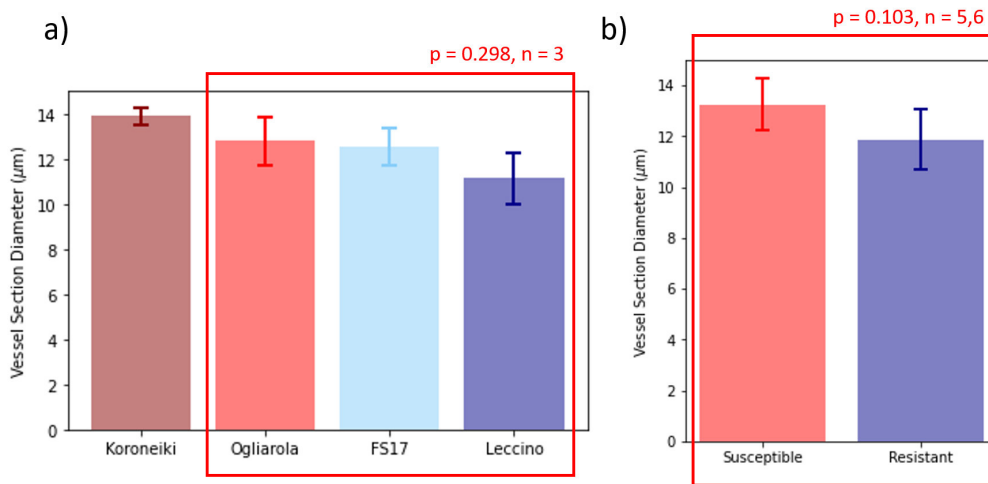 a)
p = 0.298, n = 3
Vessel Section Diameter (μm)
14
12
10
8
6
4
2
0
Koroneiki
Ogliarola
FS17
Leccino
b)
p = 0.103, n = 5,6
Vessel Section Diameter (μm)
14
12
10
8
6
4
2
0
Susceptible
Resistant